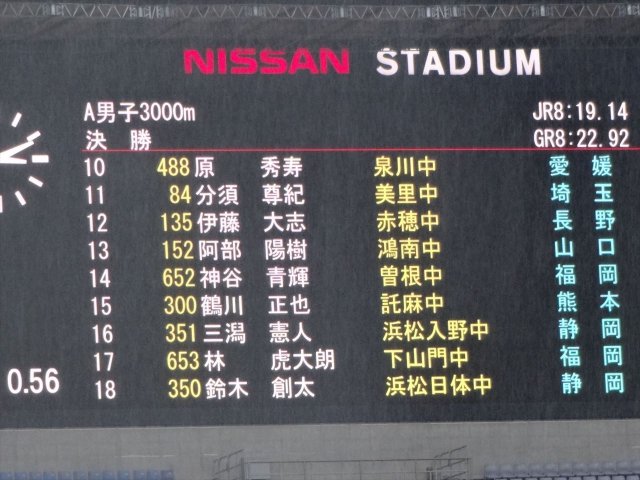 NISSAN STADIUM
A男子3000m JR8:19.14
決 勝 GR8:22.92
10 488 原 秀寿 泉川中 愛 媛
11 84 分須 尊紀 美里中 埼 玉
12 135 伊藤 大志 赤穂中 長 野
13 152 阿部 陽樹 鴻南中 山 口
14 652 神谷 青輝 曽根中 福 岡
15 300 鶴川 正也 託麻中 熊 本
16 351 三潟 憲人 浜松入野中 静 岡
17 653 林 虎大朗 下山門中 福 岡
0.56
18 350 鈴木 創太 浜松日体中 静 岡